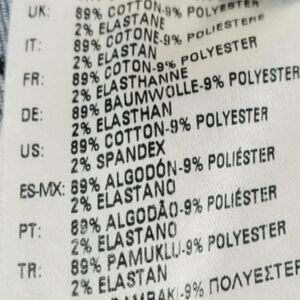 UK: 89% COTTON-9% POLYESTER
2% ELASTANE
IT: 89% COTONE-9% POLIESTERE
2% ELASTAN
FR: 89% COTON-9% POLYESTER
2% ELASTHANNE
DE: 89% BAUMWOLLE-9% POLYESTER
2% ELASTHAN
US: 89% COTTON-9% POLYESTER
2% SPANDEX
ES-MX: 89% ALGODÓN-9% POLIÉSTER
2% ELASTANO
PT: 89% ALGODÃO-9% POLIÉSTER
2% ELASTANO
TR: 89% PAMUKLU-9% POLYESTER
2% ELASTAN
ΒΑΜΒΑΚΙ-9% ΠΟΛΥΕΣΤΕΡ